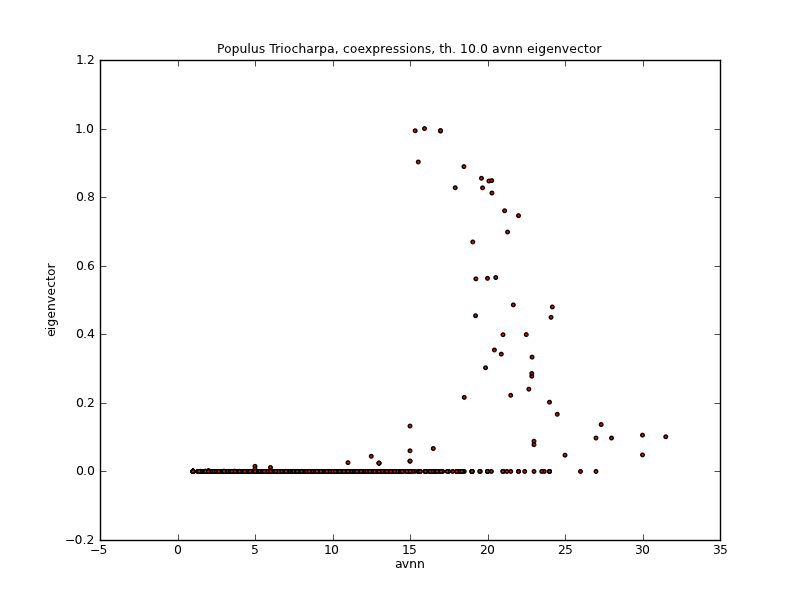 Populus Triocharpa, coexpressions, th. 10.0 avnn eigenvector
1.2
1.0
0.8
0.6
0.4
0.2
0.0
−0.2
eigenvector
−5 0 5 10 15 20 25 30 35
avnn